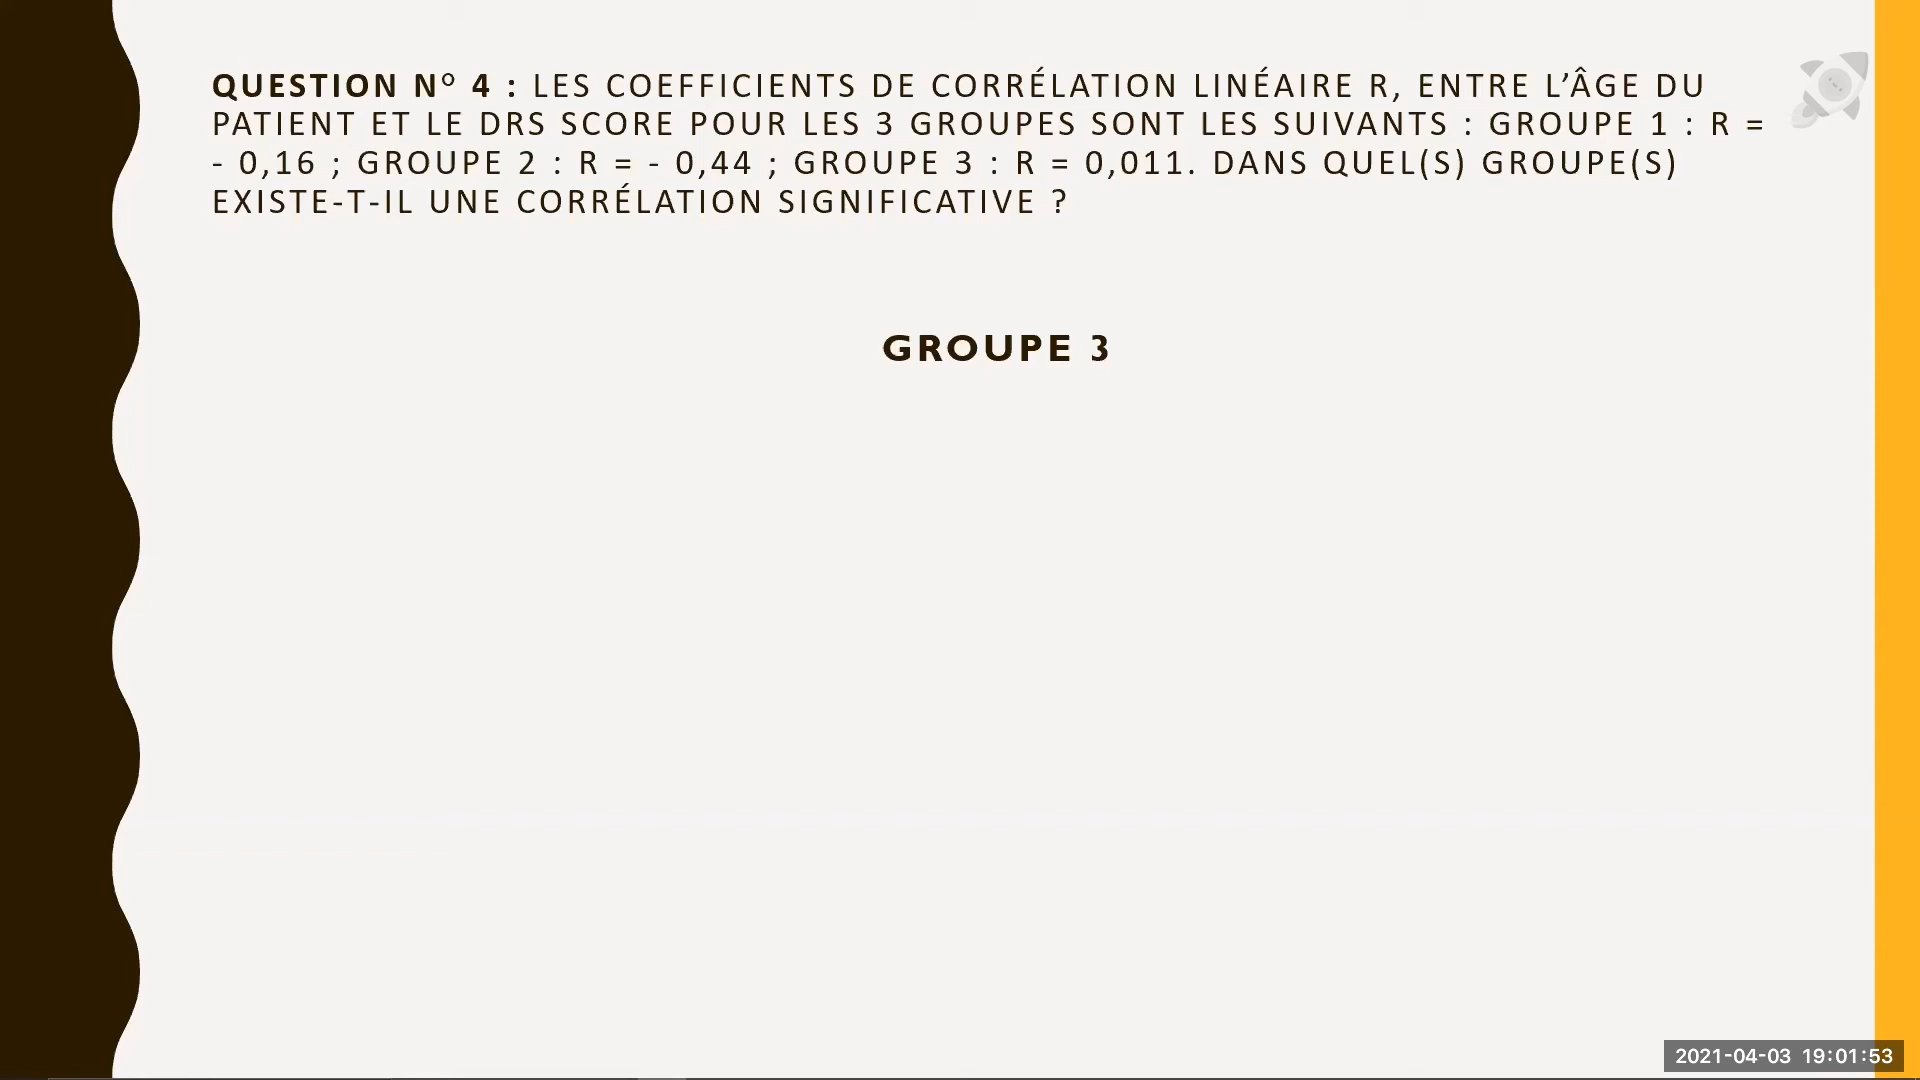 QUESTION N° 4 : LES COEFFICIENTS DE CORRÉLATION LINÉAIRE R, ENTRE L’ÂGE DU
PATIENT ET LE DRS SCORE POUR LES 3 GROUPES SONT LES SUIVANTS : GROUPE 1 : R =
- 0,16 ; GROUPE 2 : R = - 0,44 ; GROUPE 3 : R = 0,011. DANS QUEL(S) GROUPE(S)
EXISTE-T-IL UNE CORRÉLATION SIGNIFICATIVE ?
GROUPE 3
2021-04-03 19:01:53